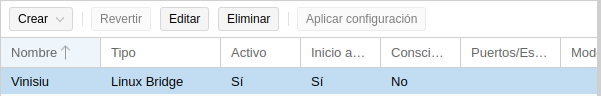 Crear Revertir Editar Eliminar Aplicar configuración
Nombre Tipo Activo Inicio a... Consci... Puertos/Es... Mod
Vinisiu Linux Bridge Sí Sí No